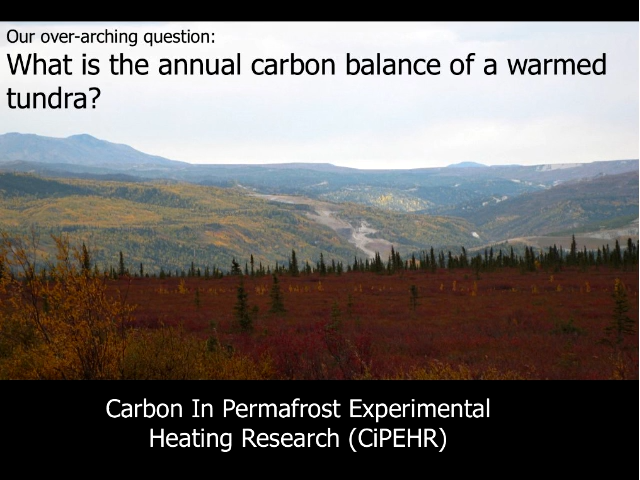 Our over-arching question:
What is the annual carbon balance of a warmed
tundra?
Carbon In Permafrost Experimental
Heating Research (CiPEHR)